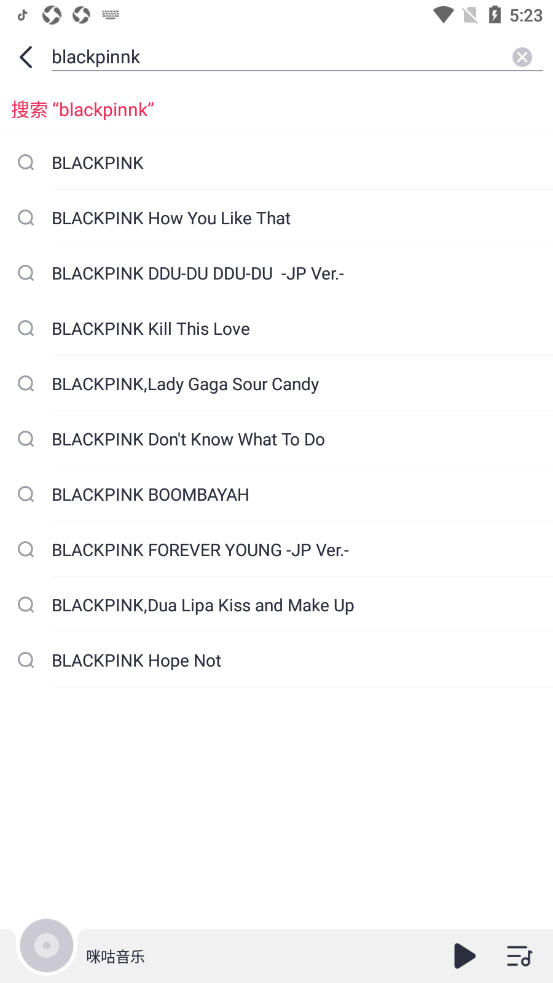 5:23
blackpinnk
搜索 “blackpinnk”
BLACKPINK
BLACKPINK How You Like That
BLACKPINK DDU-DU DDU-DU  -JP Ver.-
BLACKPINK Kill This Love
BLACKPINK,Lady Gaga Sour Candy
BLACKPINK Don't Know What To Do
BLACKPINK BOOMBAYAH
BLACKPINK FOREVER YOUNG -JP Ver.-
BLACKPINK,Dua Lipa Kiss and Make Up
BLACKPINK Hope Not
咪咕音乐